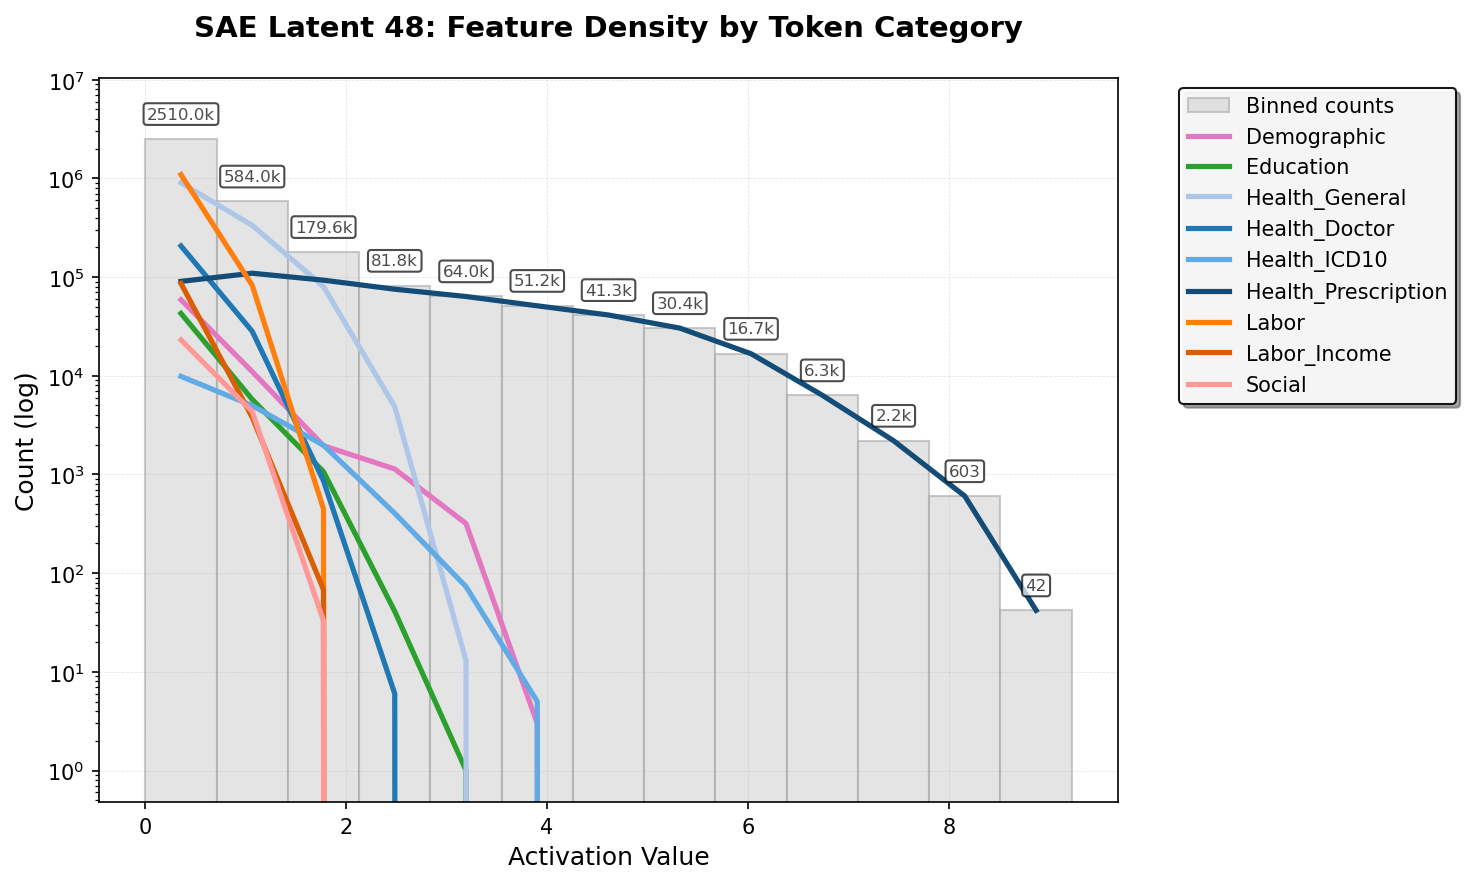 SAE Latent 48: Feature Density by Token Category
10^7
10^6
10^5
10^4
10^3
10^2
10^1
10^0
Count (log)
2510.0k
584.0k
179.6k
81.8k
64.0k
51.2k
41.3k
30.4k
16.7k
6.3k
2.2k
603
42
0
2
4
6
8
Activation Value
Binned counts
Demographic
Education
Health_General
Health_Doctor
Health_ICD10
Health_Prescription
Labor
Labor_Income
Social